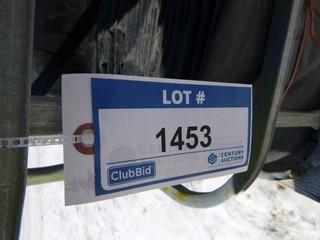 LOT #
1453
ClubBid
CENTURY
AUCTIONS